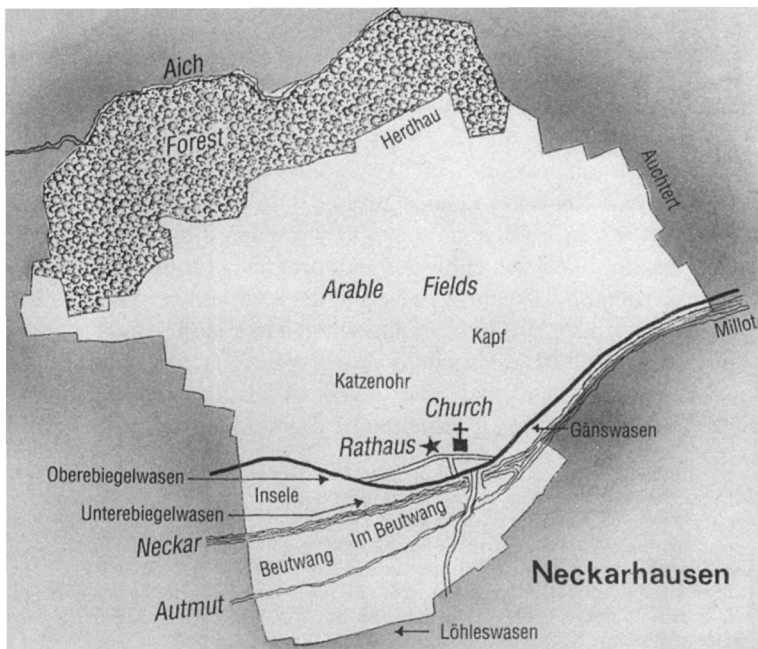 Aich
Forest
Herdhau
Auchtert
Arable Fields
Kapf
Millot
Katzenohr
Church
Gänswasen
Rathaus
Oberebiegelwasen
Insele
Unterebiegelwasen
Im Beutwang
Neckar
Beutwang
Neckarhausen
Autmut
Löhleswasen